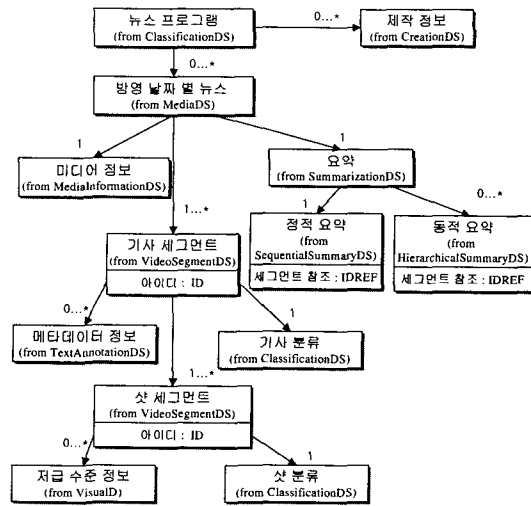 뉴스 프로그램
(from ClassificationDS)
0...*
제작 정보
(from CreationDS)
0...*
방영 날짜 별 뉴스
(from MediaDS)
1
1
미디어 정보
(from MediaInformationDS)
요약
(from SummarizationDS)
1...*
1
0...*
기사 세그먼트
(from VideoSegmentDS)
아이디 : ID
정적 요약
(from
SequentialSummaryDS)
세그먼트 참조 : IDREF
동적 요약
(from
HierarchicalSummaryDS)
세그먼트 참조 : IDREF
0...*
1
메타데이터 정보
(from TextAnnotationDS)
기사 분류
(from ClassificationDS)
1...*
샷 세그먼트
(from VideoSegmentDS)
아이디 : ID
0...*
1
저급 수준 정보
(from VisualD)
샷 분류
(from ClassificationDS)